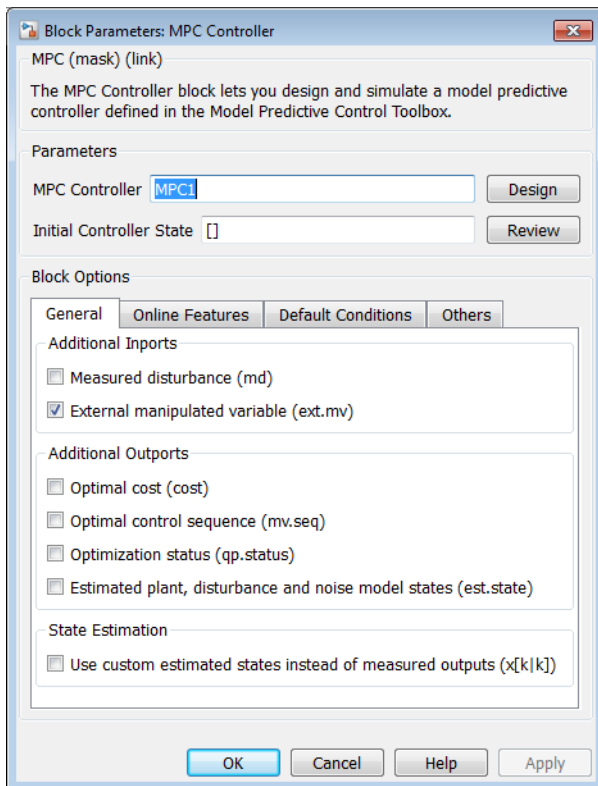 Block Parameters: MPC Controller
MPC (mask) (link)
The MPC Controller block lets you design and simulate a model predictive
controller defined in the Model Predictive Control Toolbox.
Parameters
MPC Controller MPC1 Design
Initial Controller State [] Review
Block Options
General Online Features Default Conditions Others
Additional Inports
Measured disturbance (md)
External manipulated variable (ext.mv)
Additional Outports
Optimal cost (cost)
Optimal control sequence (mv.seq)
Optimization status (qp.status)
Estimated plant, disturbance and noise model states (est.state)
State Estimation
Use custom estimated states instead of measured outputs (x[k|k])
OK Cancel Help Apply